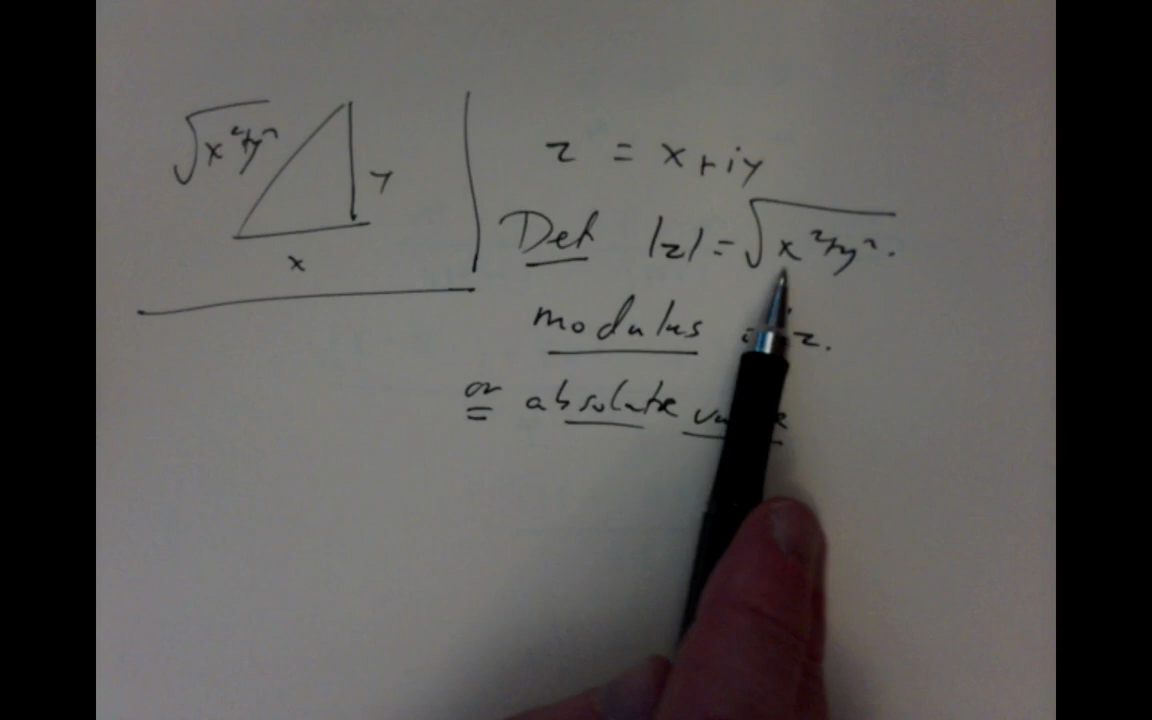 √x²+y²
y
x
z = x+iy
Def |z| = √x²+y².
modulus z.
or absolute